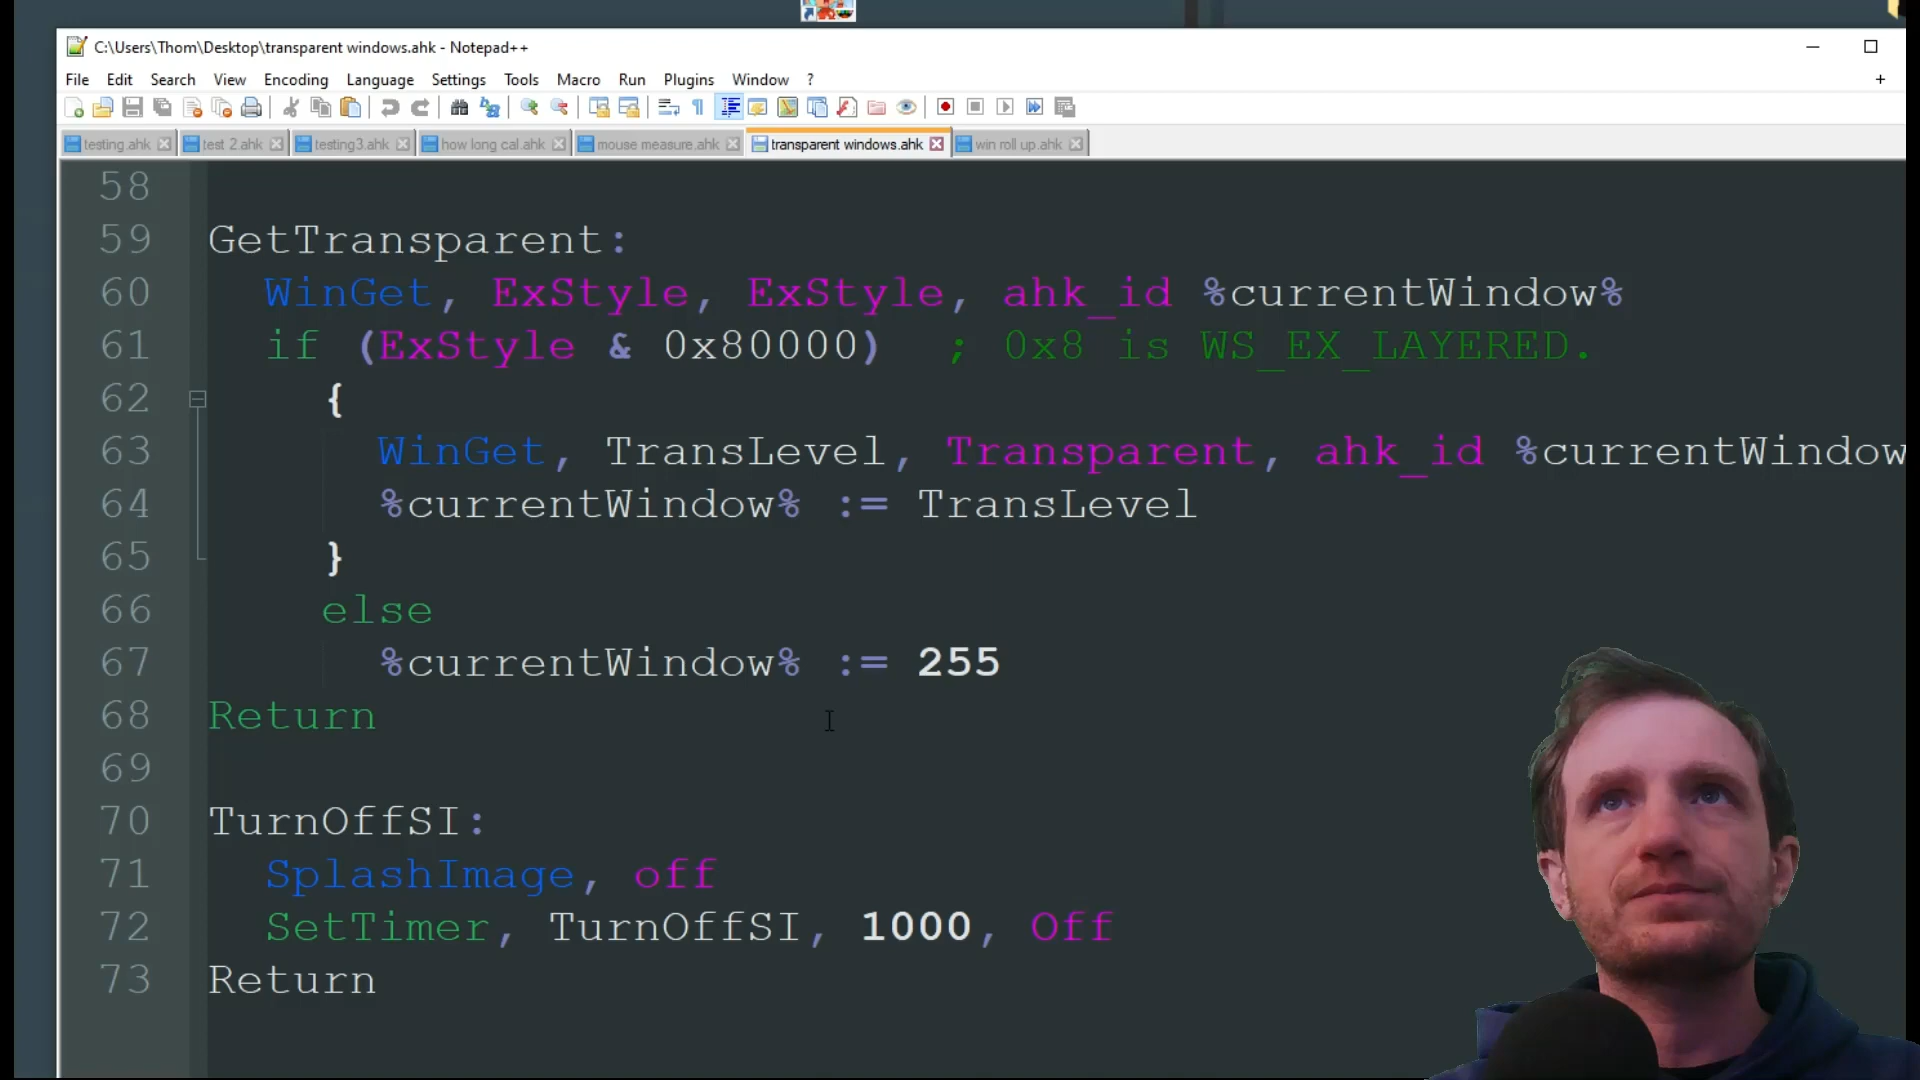 C:\Users\Thom\Desktop\transparent windows.ahk - Notepad++
File Edit Search View Encoding Language Settings Tools Macro Run Plugins Window ? +
testing.ahk test 2.ahk testing3.ahk how long cal.ahk mouse measure.ahk transparent windows.ahk win roll up.ahk
58
59 GetTransparent:
60 WinGet, ExStyle, ExStyle, ahk_id %currentWindow%
61 if (ExStyle & 0x80000) ; 0x8 is WS_EX_LAYERED.
62 {
63 WinGet, TransLevel, Transparent, ahk_id %currentWindow
64 %currentWindow% := TransLevel
65 }
66 else
67 %currentWindow% := 255
68 Return
69
70 TurnOffSI:
71 SplashImage, off
72 SetTimer, TurnOffSI, 1000, Off
73 Return